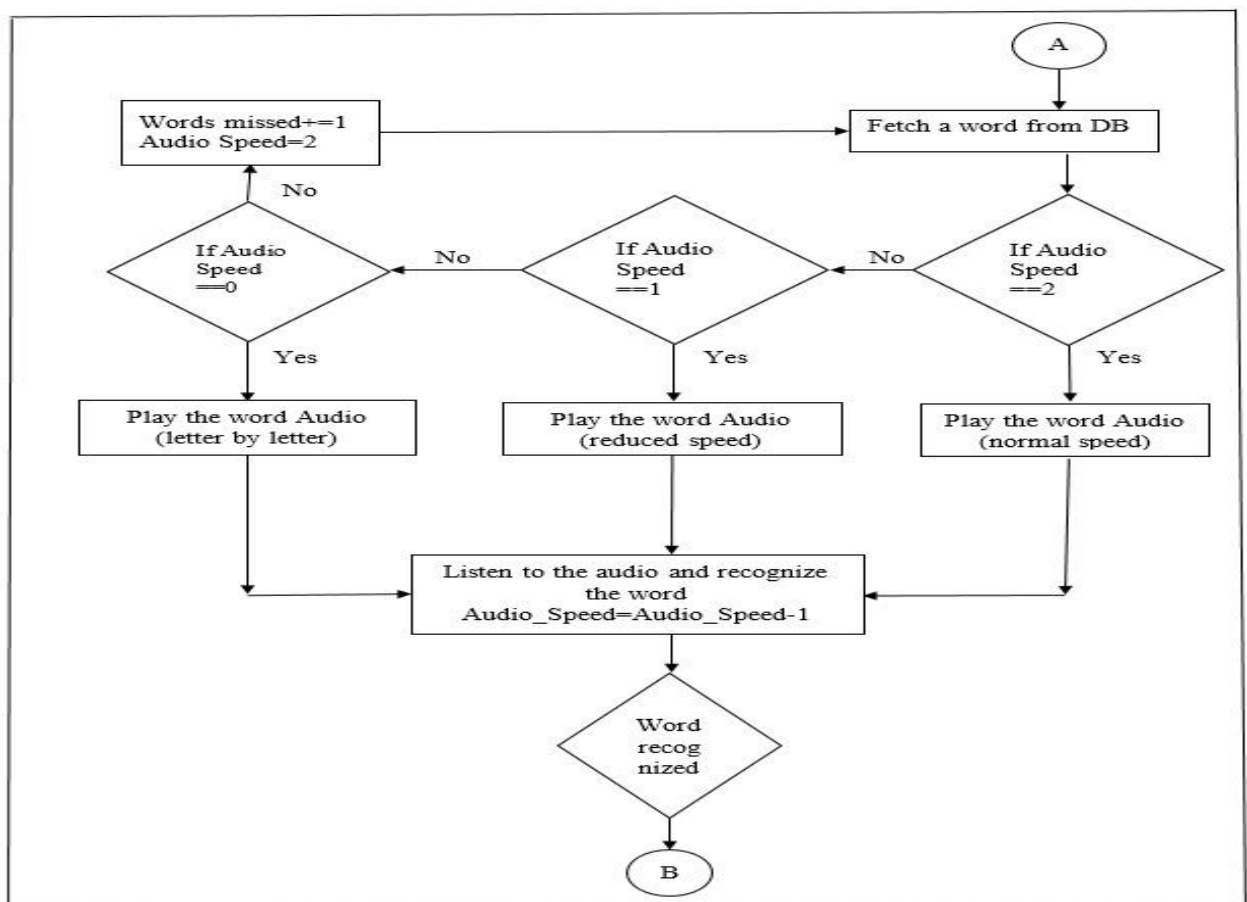 A
Words missed+=1
Audio Speed=2
Fetch a word from DB
No
If Audio
Speed
==0
No
If Audio
Speed
==1
No
If Audio
Speed
==2
Yes
Yes
Yes
Play the word Audio
(letter by letter)
Play the word Audio
(reduced speed)
Play the word Audio
(normal speed)
Listen to the audio and recognize
the word
Audio_Speed=Audio_Speed-1
Word
recog
nized
B